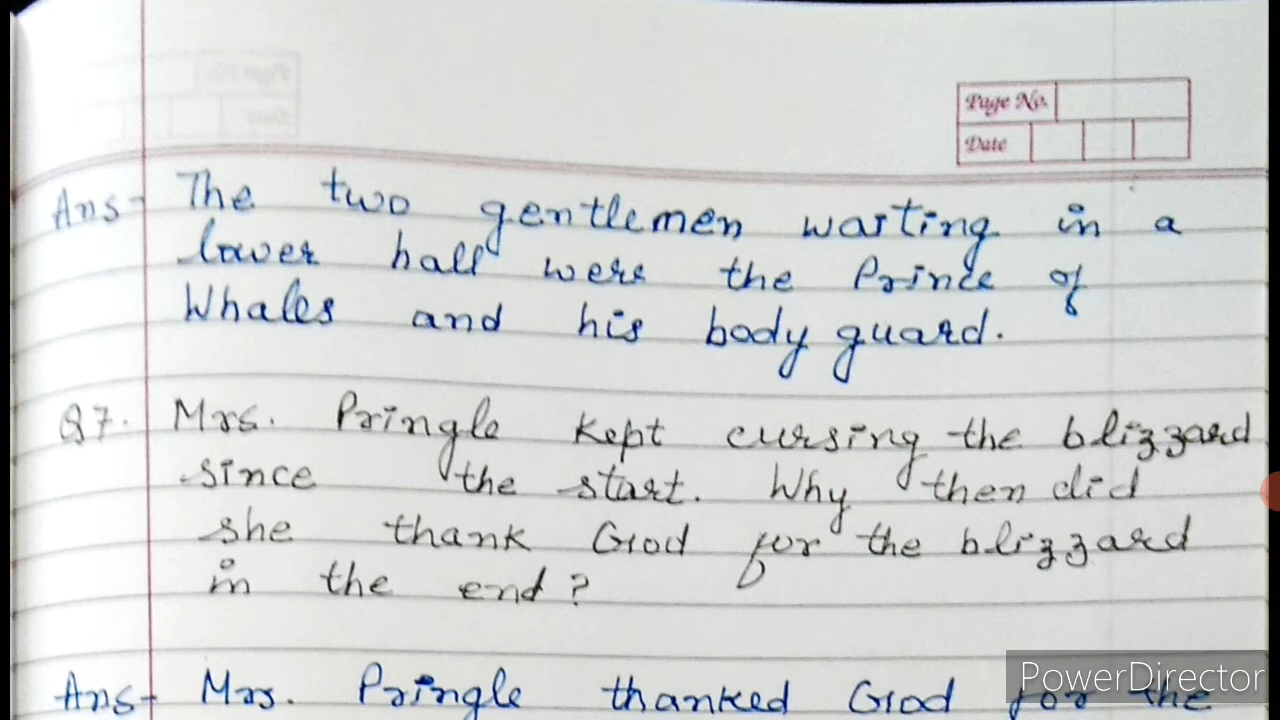 Page No.
Date
Ans- The two gentlemen waiting in a
lower hall were the Prince of
Whales and his body guard.
Q7. Mrs. Pringle kept cursing the blizzard
since the start. Why then did
she thank God for the blizzard
in the end?
Ans- Mrs. Pringle thanked God for the
PowerDirector